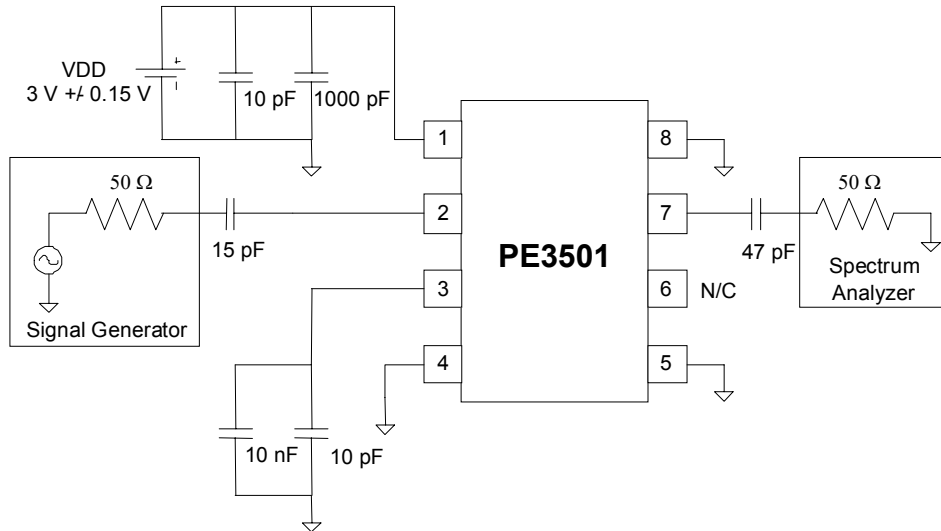 VDD
3 V +/- 0.15 V
+
-
10 pF
1000 pF
1
8
50 Ω
15 pF
Signal Generator
2
7
PE3501
47 pF
50 Ω
Spectrum
Analyzer
3
6
N/C
4
5
10 nF
10 pF